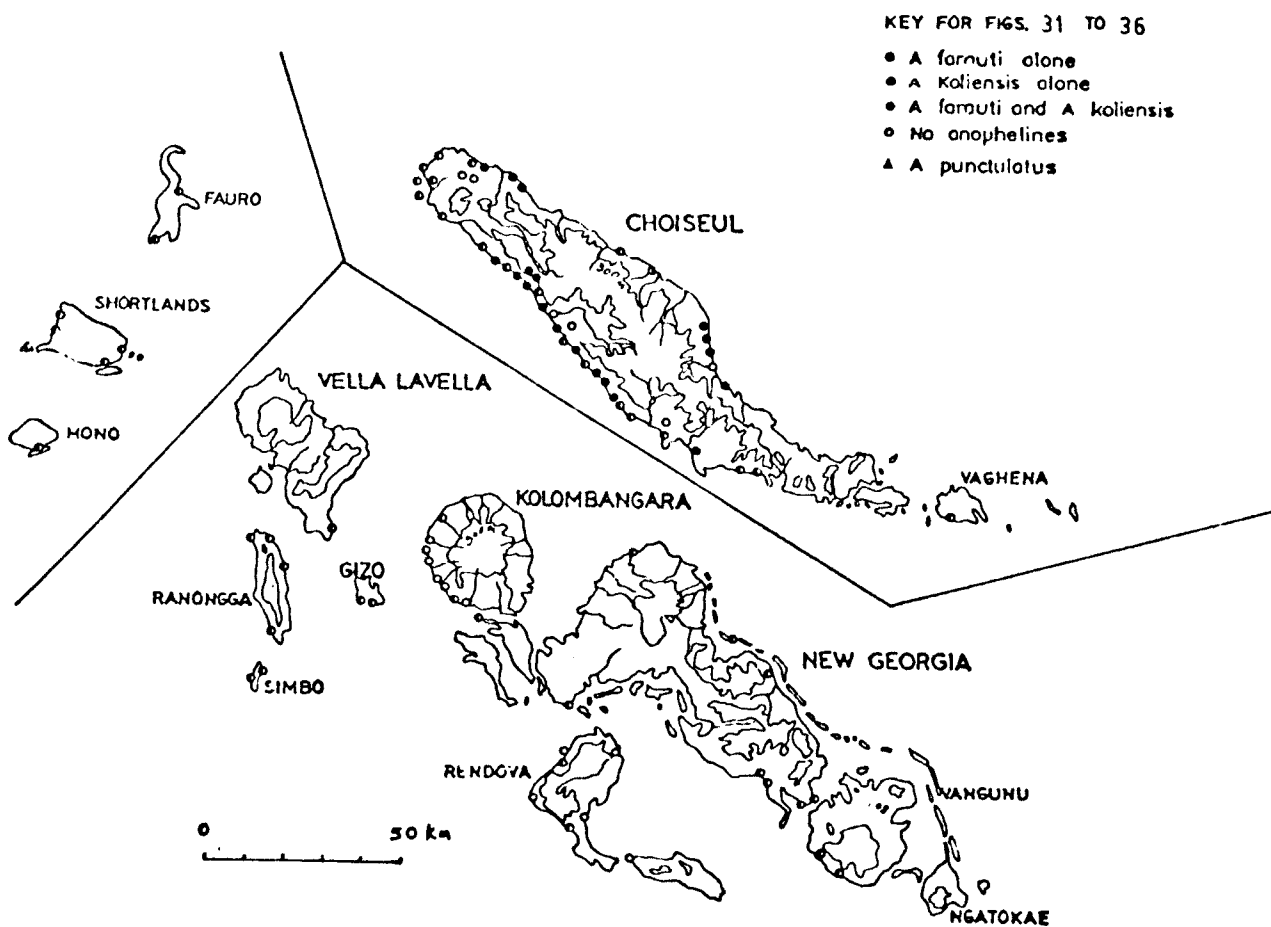 KEY FOR FIGS. 31 TO 36
A farauti alone
A Koliensis alone
A farauti and A koliensis
No anophelines
A punctulatus
FAURO
CHOISEUL
SHORTLANDS
VELLA LAVELLA
MONO
KOLOMBANGARA
VAGHENA
GIZO
RANONGGA
NEW GEORGIA
SIMBO
RENDOVA
VANGUNU
0 50 km
NGATOKAE